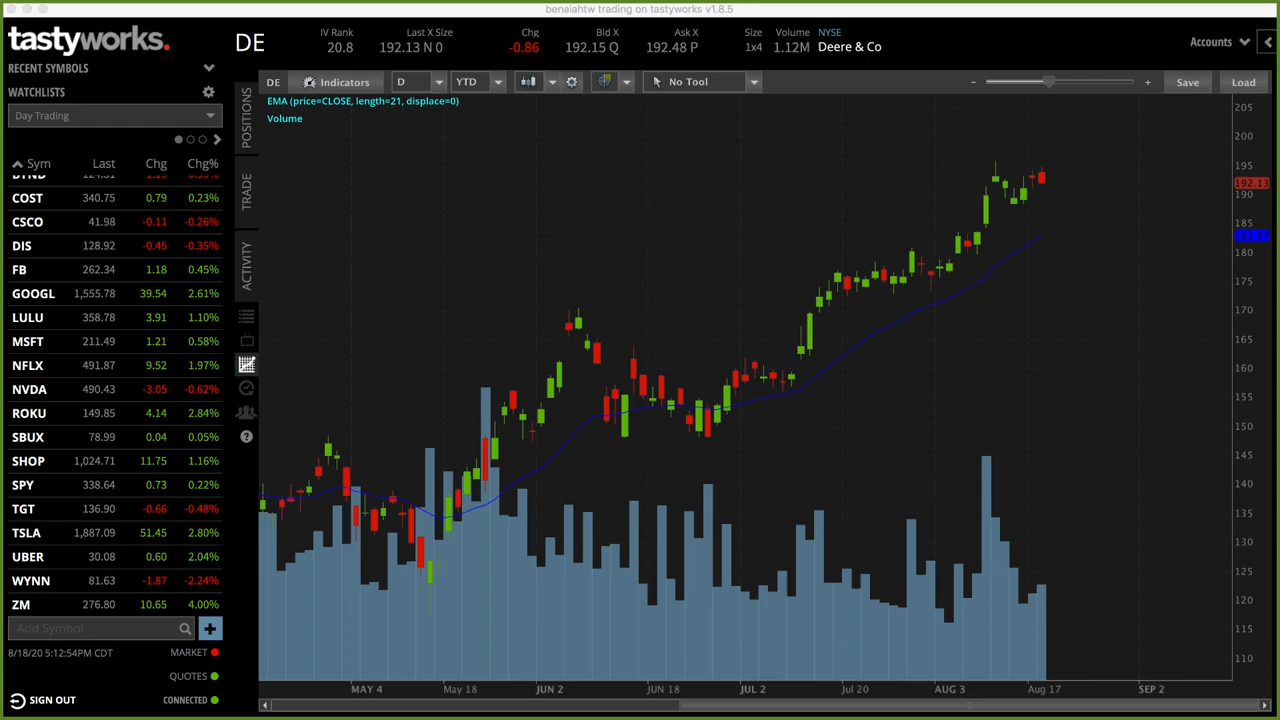 benaiahtw trading on tastyworks v1.8.5
tastyworks.
DE
IV Rank
20.8
Last X Size
192.13 N 0
Chg
-0.86
Bid X
192.15 Q
Ask X
192.48 P
Size
1x4
Volume
1.12M
NYSE
Deere & Co
Accounts
RECENT SYMBOLS
WATCHLISTS
Day Trading
DE
Indicators
D
YTD
No Tool
-
+
Save
Load
EMA (price=CLOSE, length=21, displace=0)
Volume
POSITIONS
TRADE
ACTIVITY
Sym Last Chg Chg%
COST 340.75 0.79 0.23%
CSCO 41.98 -0.11 -0.26%
DIS 128.92 -0.45 -0.35%
FB 262.34 1.18 0.45%
GOOGL 1,555.78 39.54 2.61%
LULU 358.78 3.91 1.10%
MSFT 211.49 1.21 0.58%
NFLX 491.87 9.52 1.97%
NVDA 490.43 -3.05 -0.62%
ROKU 149.85 4.14 2.84%
SBUX 78.99 0.04 0.05%
SHOP 1,024.71 11.75 1.16%
SPY 338.64 0.73 0.22%
TGT 136.90 -0.66 -0.48%
TSLA 1,887.09 51.45 2.80%
UBER 30.08 0.60 2.04%
WYNN 81.63 -1.87 -2.24%
ZM 276.80 10.65 4.00%
Add Symbol
8/18/20 5:12:54PM CDT
MARKET
QUOTES
SIGN OUT
CONNECTED
205
200
195
192.13
190
185
180
175
170
165
160
155
150
145
140
135
130
125
120
115
110
MAY 4
May 18
JUN 2
JUN 18
JUL 2
Jul 20
AUG 3
Aug 17
SEP 2